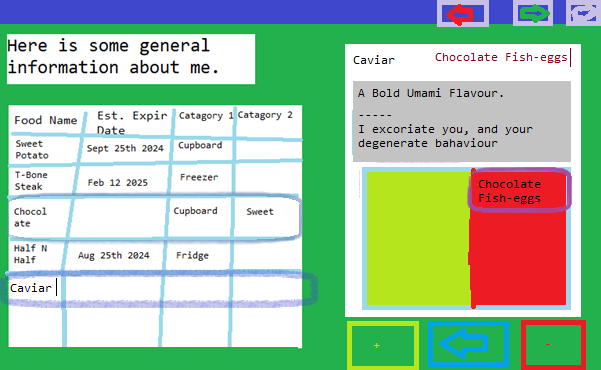 Here is some general
information about me.
Food Name
Est. Expir
Date
Catagory 1
Catagory 2
Sweet
Potato
Sept 25th 2024
Cupboard
T-Bone
Steak
Feb 12 2025
Freezer
Chocol
ate
Cupboard
Sweet
Half N
Half
Aug 25th 2024
Fridge
Caviar
Caviar
Chocolate Fish-eggs
A Bold Umami Flavour.
-----
I excoriate you, and your
degenerate bahaviour
Chocolate
Fish-eggs
+
-